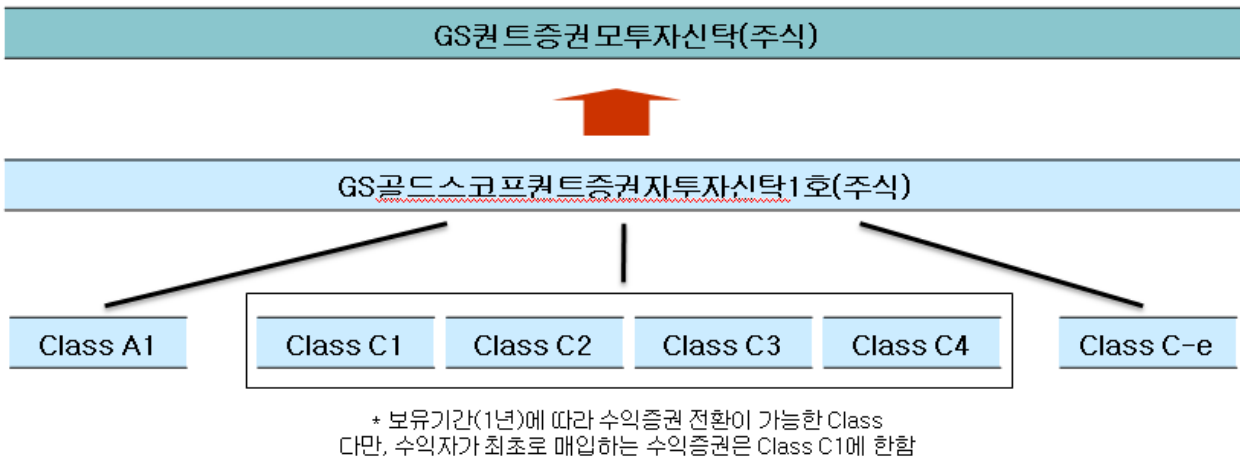 GS퀀트증권모투자신탁(주식)
GS골드스코프퀀트증권자투자신탁1호(주식)
Class A1
Class C1
Class C2
Class C3
Class C4
Class C-e
* 보유기간(1년)에 따라 수익증권 전환이 가능한 Class
다만, 수익자가 최초로 매입하는 수익증권은 Class C1에 한함